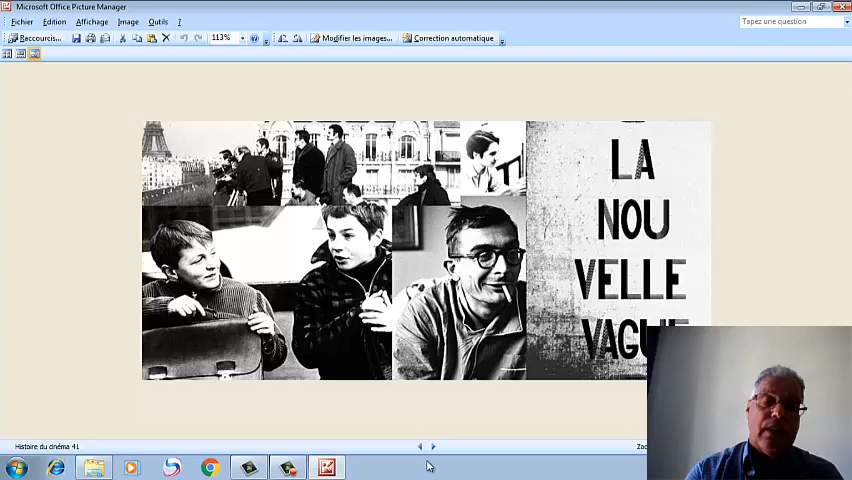 Microsoft Office Picture Manager
Fichier Edition Affichage Image Outils ?
Tapez une question
Raccourcis...
113%
Modifier les images...
Correction automatique
LA
NOU
VELLE
VAGUE
Histoire du cinéma 41